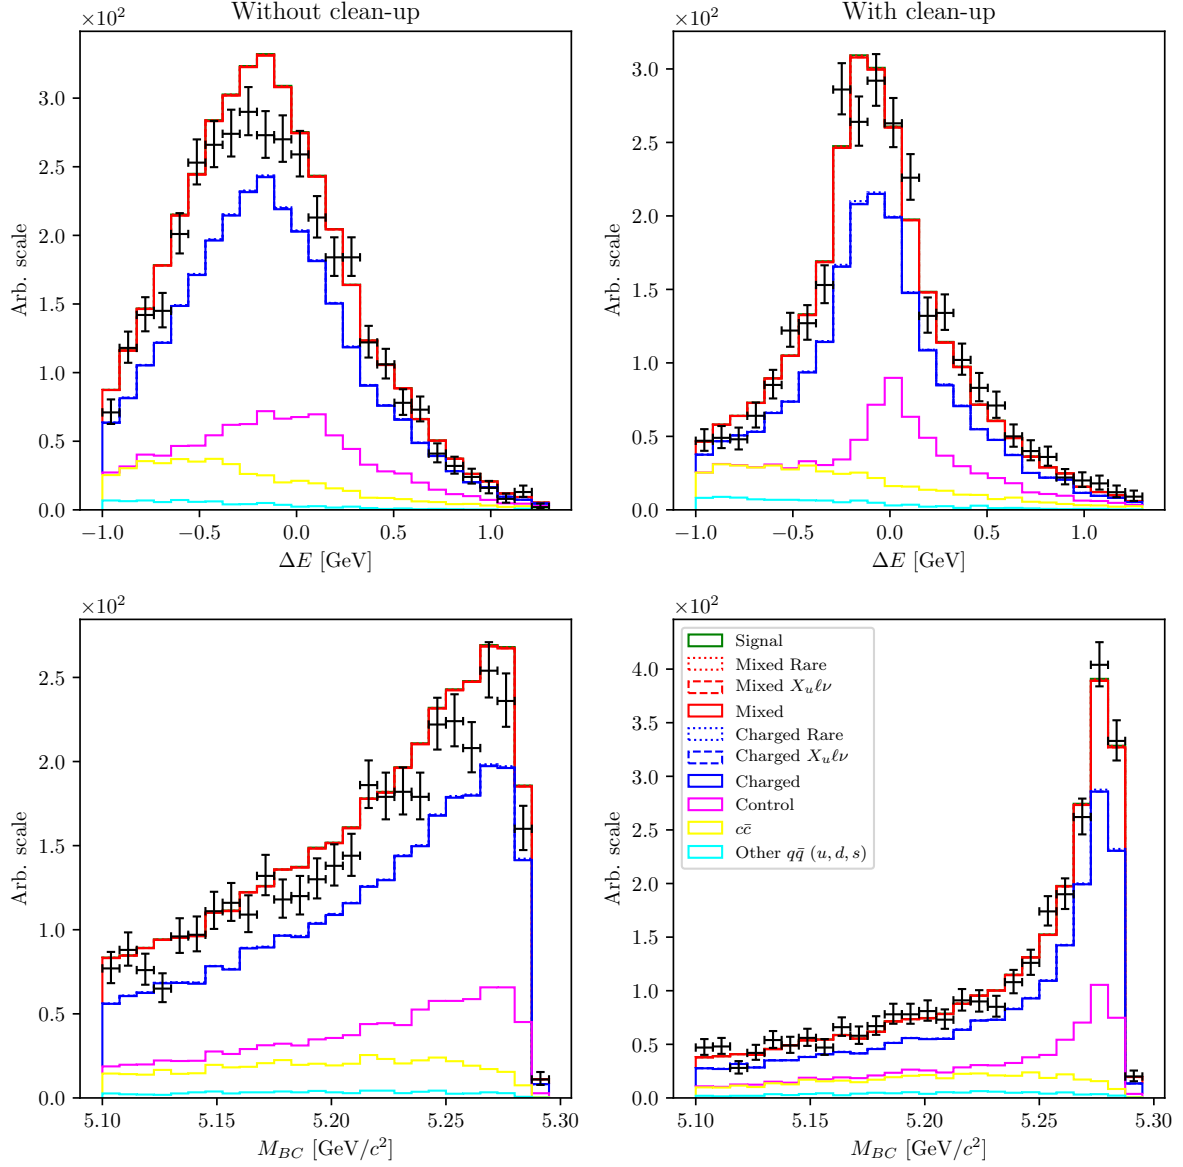 Without clean-up
×10²
3.0
2.5
2.0
1.5
1.0
0.5
0.0
Arb. scale
−1.0 −0.5 0.0 0.5 1.0
ΔE [GeV]
With clean-up
×10²
3.0
2.5
2.0
1.5
1.0
0.5
0.0
Arb. scale
−1.0 −0.5 0.0 0.5 1.0
ΔE [GeV]
×10²
2.5
2.0
1.5
1.0
0.5
0.0
Arb. scale
5.10 5.15 5.20 5.25 5.30
M_{BC} [GeV/c²]
×10²
4.0
3.5
3.0
2.5
2.0
1.5
1.0
0.5
0.0
Arb. scale
Signal
Mixed Rare
Mixed X_uℓν
Mixed
Charged Rare
Charged X_uℓν
Charged
Control
cc̄
Other qq̄ (u, d, s)
5.10 5.15 5.20 5.25 5.30
M_{BC} [GeV/c²]